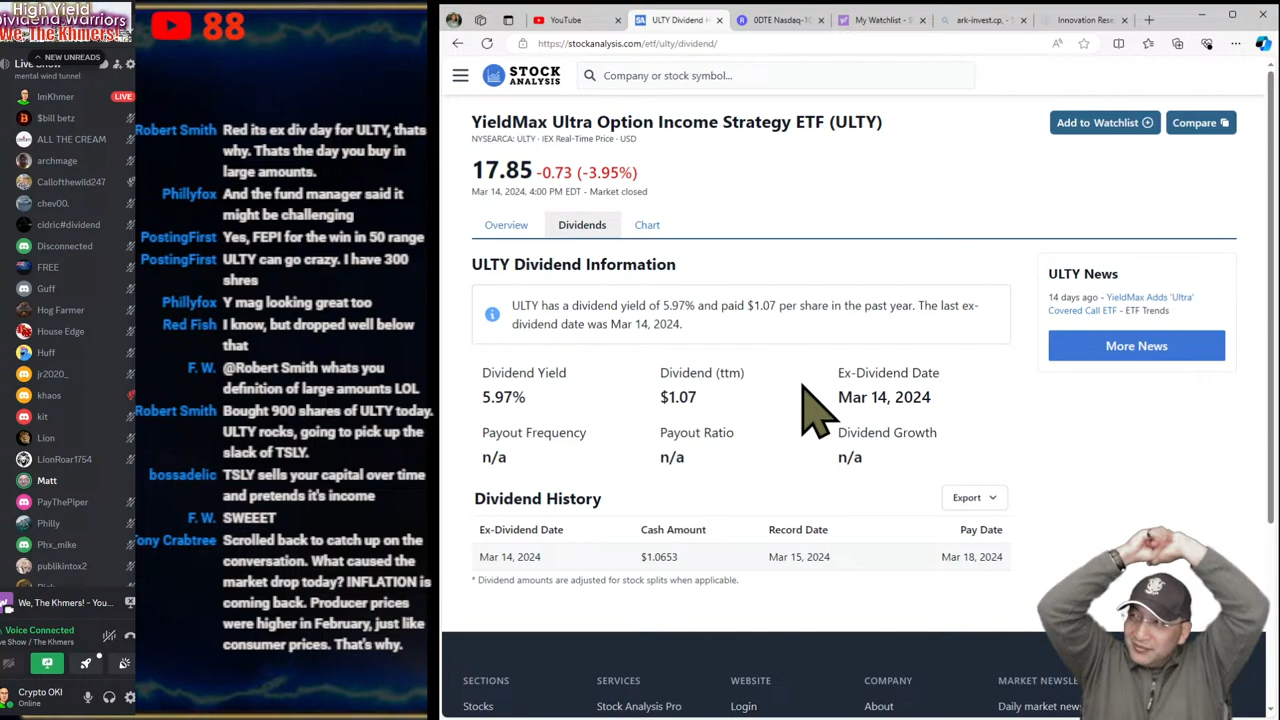 High Yield
Dividend Warriors
We, The Khmers!
NEW UNREADS
Live Show
mental wind tunnel
ImKhmer
LIVE
$bill betz
ALL THE CREAM
archmage
Callofthewild247
chev00.
cidric#dividend
Disconnected
FREE
Guff
Hog Farmer
House Edge
Huff
jr2020_
khaos
kit
Lion
LionRoar1754
Matt
PayThePiper
Philly
Phx_mike
publikintox2
We, The Khmers! - You...
Voice Connected
ve Show / The Khmers
Crypto OKI
Online
88
Robert Smith Red its ex div day for ULTY, thats
why. Thats the day you buy in
large amounts.
Phillyfox And the fund manager said it
might be challenging
PostingFirst Yes, FEPI for the win in 50 range
PostingFirst ULTY can go crazy. I have 300
shres
Phillyfox Y mag looking great too
Red Fish I know, but dropped well below
that
F. W. @Robert Smith whats you
definition of large amounts LOL
Robert Smith Bought 900 shares of ULTY today.
ULTY rocks, going to pick up the
slack of TSLY.
bossadelic TSLY sells your capital over time
and pretends it's income
F. W. SWEEET
ony Crabtree Scrolled back to catch up on the
conversation. What caused the
market drop today? INFLATION is
coming back. Producer prices
were higher in February, just like
consumer prices. That's why.
YouTube
ULTY Dividend H
0DTE Nasdaq-10
My Watchlist - S
ark-invest.cp, - S
Innovation Rese
https://stockanalysis.com/etf/ulty/dividend/
STOCK
ANALYSIS
Company or stock symbol...
YieldMax Ultra Option Income Strategy ETF (ULTY)
NYSEARCA: ULTY · IEX Real-Time Price · USD
Add to Watchlist
Compare
17.85 -0.73 (-3.95%)
Mar 14, 2024, 4:00 PM EDT - Market closed
Overview
Dividends
Chart
ULTY Dividend Information
ULTY has a dividend yield of 5.97% and paid $1.07 per share in the past year. The last ex-
dividend date was Mar 14, 2024.
Dividend Yield
5.97%
Dividend (ttm)
$1.07
Ex-Dividend Date
Mar 14, 2024
Payout Frequency
n/a
Payout Ratio
n/a
Dividend Growth
n/a
Dividend History
Export
Ex-Dividend Date Cash Amount Record Date Pay Date
Mar 14, 2024 $1.0653 Mar 15, 2024 Mar 18, 2024
* Dividend amounts are adjusted for stock splits when applicable.
ULTY News
14 days ago - YieldMax Adds 'Ultra'
Covered Call ETF - ETF Trends
More News
SECTIONS
Stocks
SERVICES
Stock Analysis Pro
WEBSITE
Login
COMPANY
About
MARKET NEWSLE
Daily market new